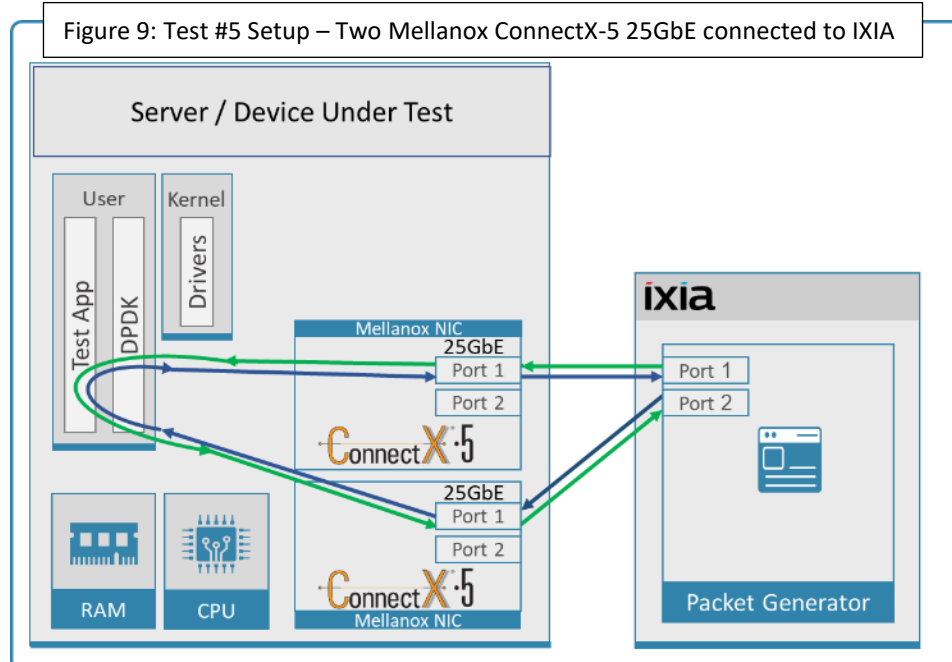 Figure 9: Test #5 Setup – Two Mellanox ConnectX-5 25GbE connected to IXIA
Server / Device Under Test
User
Test App
DPDK
Kernel
Drivers
Mellanox NIC
25GbE
Port 1
Port 2
ConnectX·5
25GbE
Port 1
Port 2
ConnectX·5
Mellanox NIC
RAM
CPU
ixia
Port 1
Port 2
Packet Generator